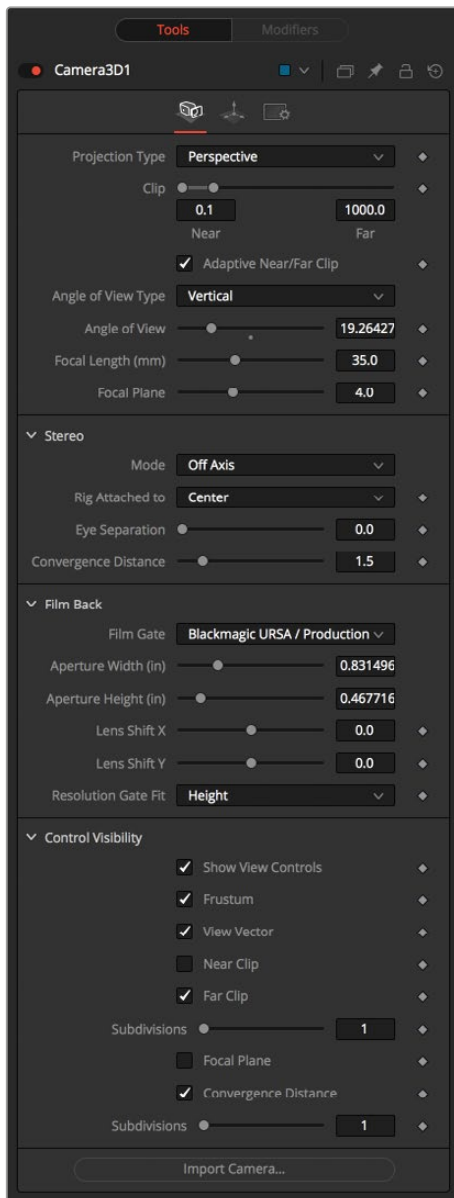 Tools Modifiers
Camera3D1
Projection Type Perspective
Clip
0.1 1000.0
Near Far
Adaptive Near/Far Clip
Angle of View Type Vertical
Angle of View 19.26427
Focal Length (mm) 35.0
Focal Plane 4.0
Stereo
Mode Off Axis
Rig Attached to Center
Eye Separation 0.0
Convergence Distance 1.5
Film Back
Film Gate Blackmagic URSA / Production
Aperture Width (in) 0.831496
Aperture Height (in) 0.467716
Lens Shift X 0.0
Lens Shift Y 0.0
Resolution Gate Fit Height
Control Visibility
Show View Controls
Frustum
View Vector
Near Clip
Far Clip
Subdivisions 1
Focal Plane
Convergence Distance
Subdivisions 1
Import Camera...